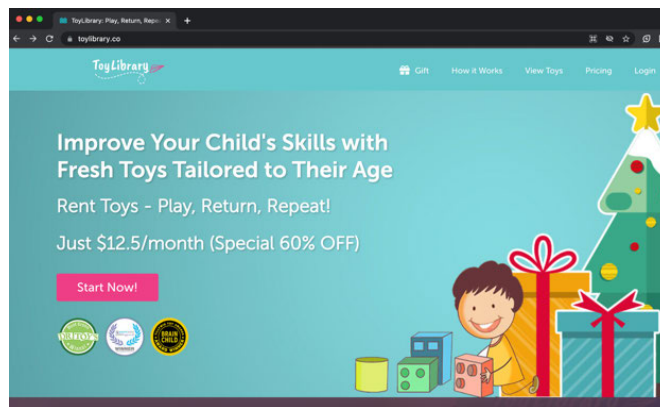 ToyLibrary: Play, Return, Repe
toylibrary.co
ToyLibrary
Gift
How it Works
View Toys
Pricing
Login
Improve Your Child's Skills with
Fresh Toys Tailored to Their Age
Rent Toys - Play, Return, Repeat!
Just $12.5/month (Special 60% OFF)
Start Now!
BRAIN
CHILD